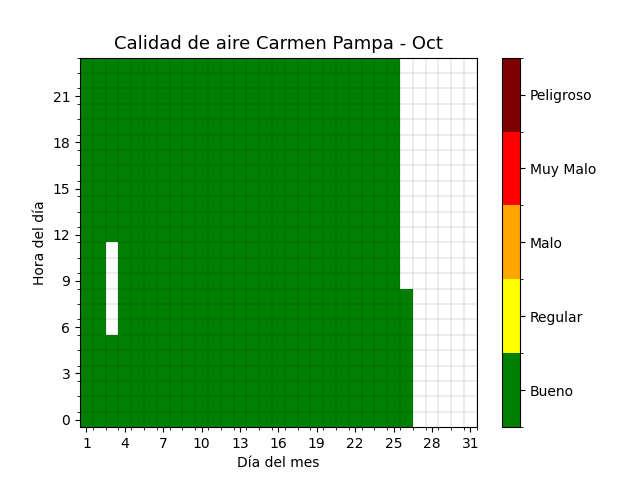 Calidad de aire Carmen Pampa - Oct
Hora del día
21
18
15
12
9
6
3
0
1 4 7 10 13 16 19 22 25 28 31
Día del mes
Peligroso
Muy Malo
Malo
Regular
Bueno